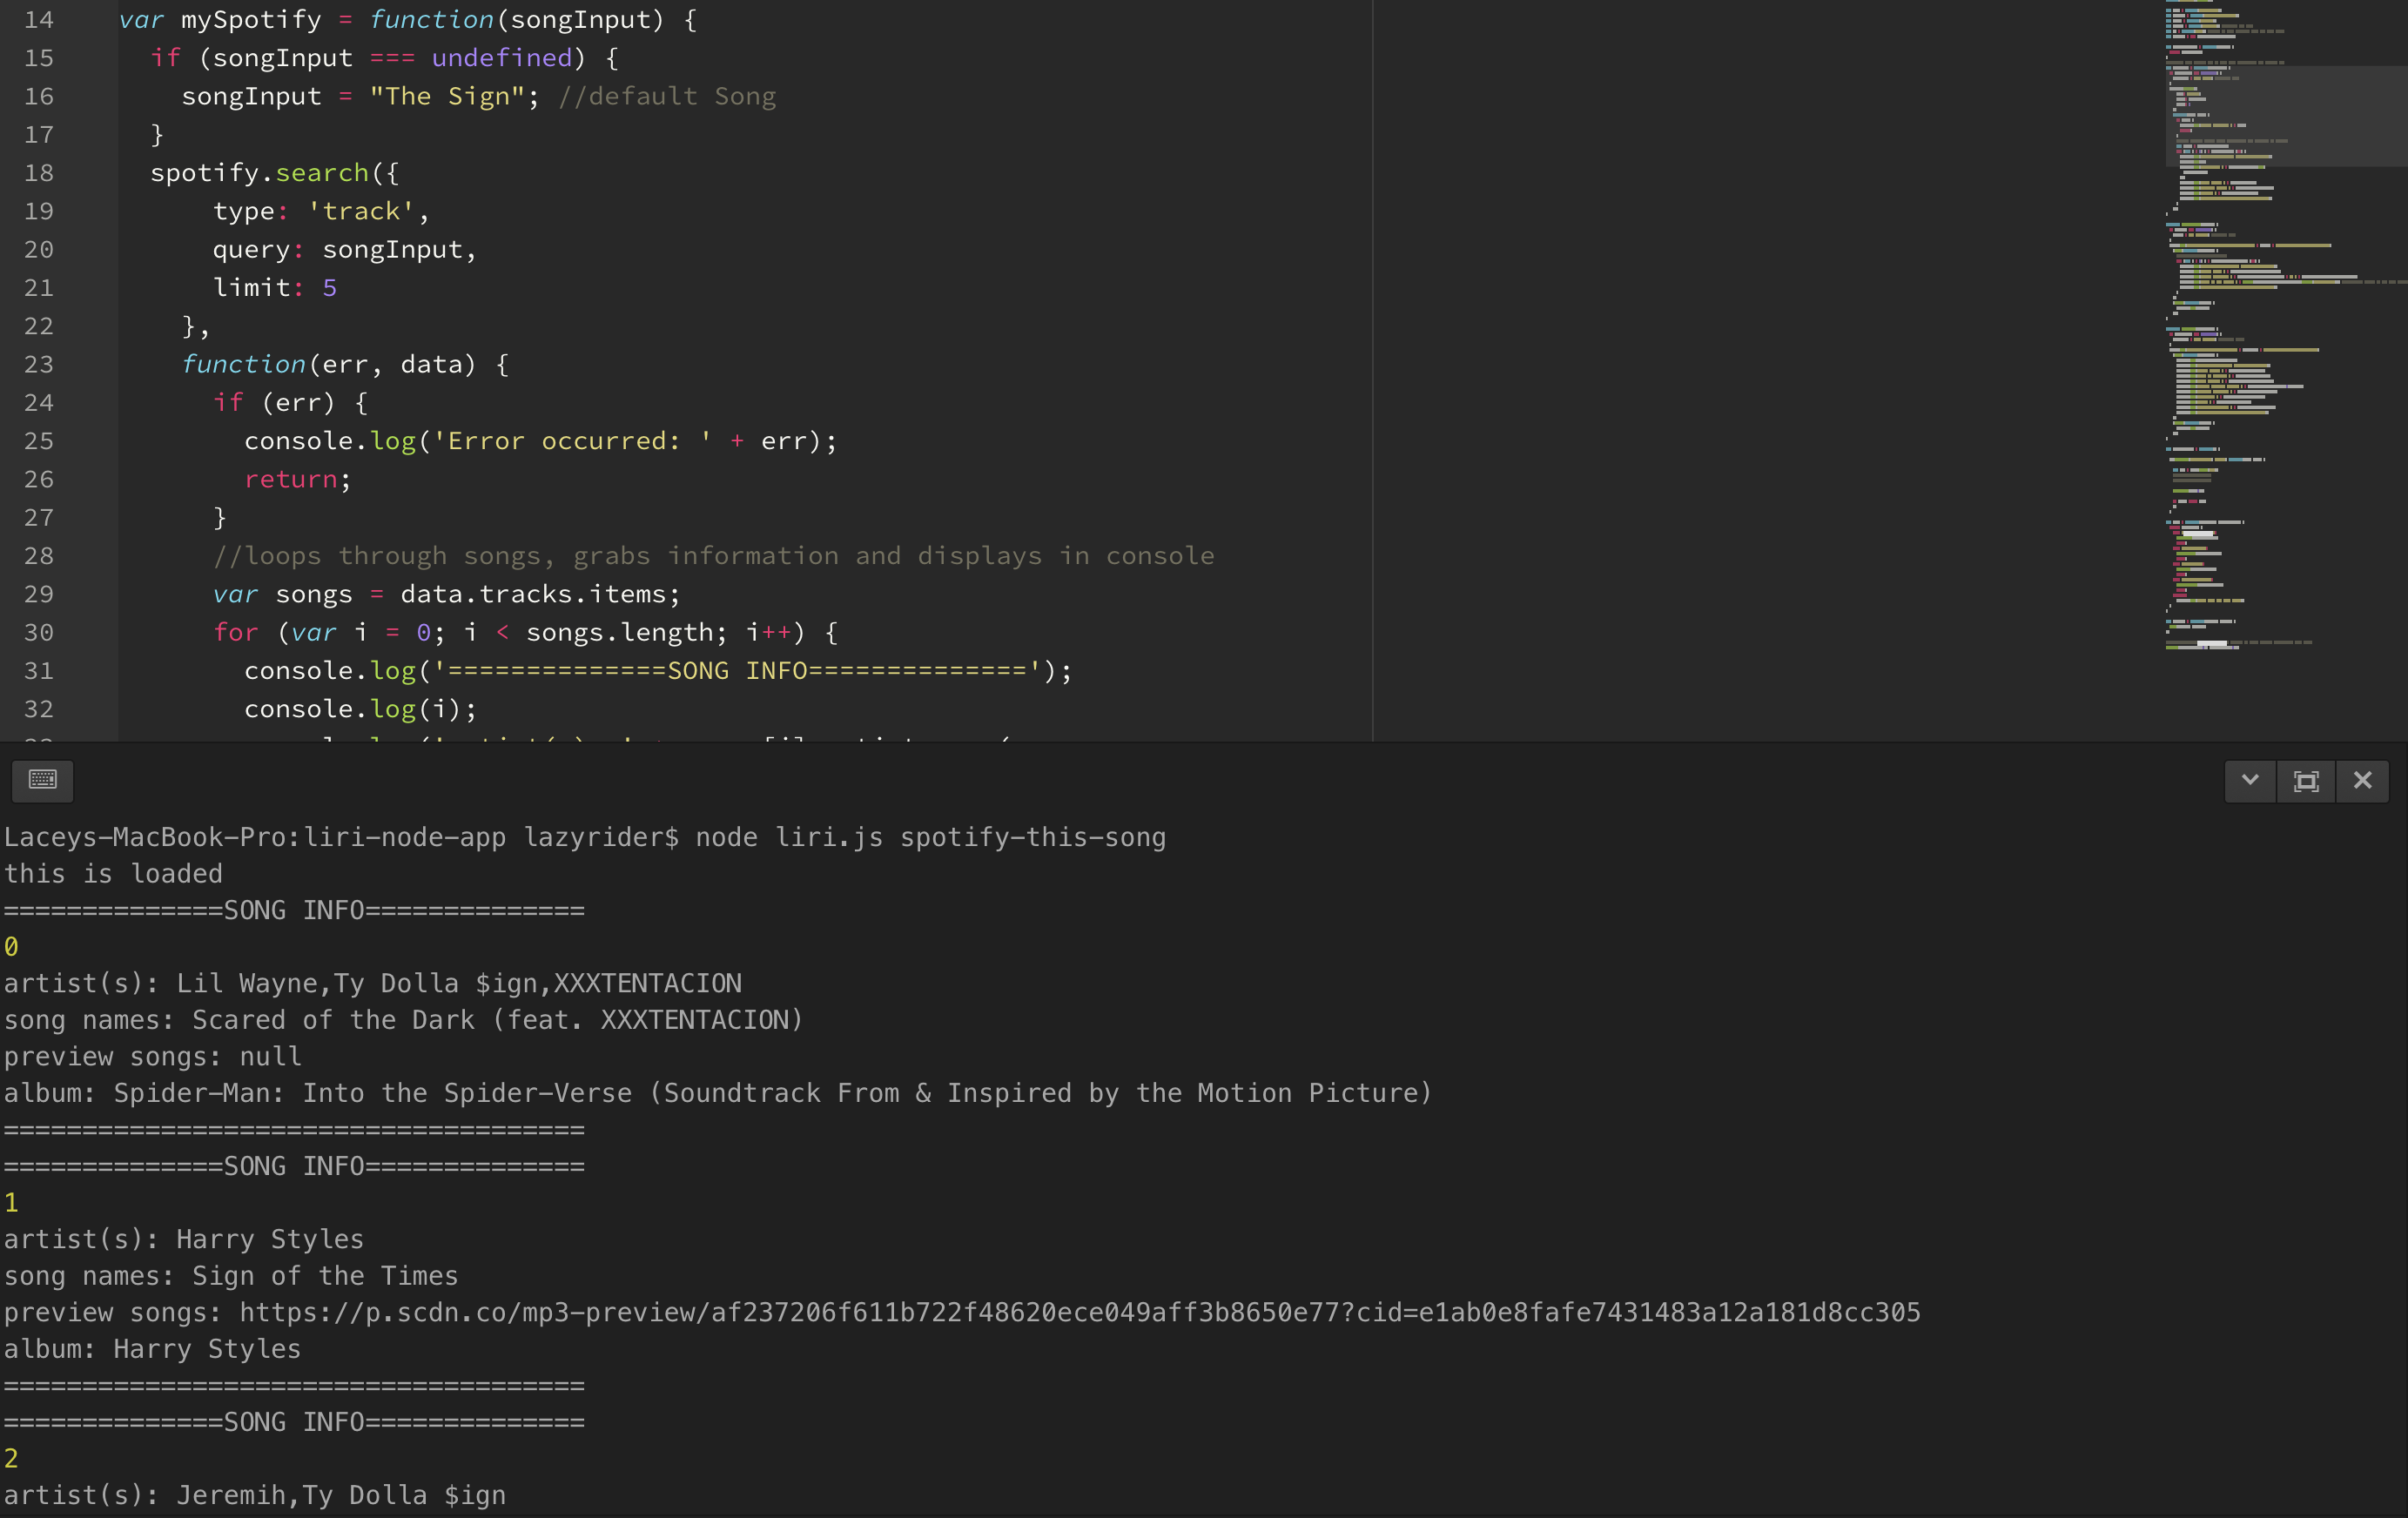 14 var mySpotify = function(songInput) {
15 if (songInput === undefined) {
16 songInput = "The Sign"; //default Song
17 }
18 spotify.search({
19 type: 'track',
20 query: songInput,
21 limit: 5
22 },
23 function(err, data) {
24 if (err) {
25 console.log('Error occurred: ' + err);
26 return;
27 }
28 //loops through songs, grabs information and displays in console
29 var songs = data.tracks.items;
30 for (var i = 0; i < songs.length; i++) {
31 console.log('==============SONG INFO==============');
32 console.log(i);
Laceys-MacBook-Pro:liri-node-app lazyrider$ node liri.js spotify-this-song
this is loaded
==============SONG INFO==============
0
artist(s): Lil Wayne,Ty Dolla $ign,XXXTENTACION
song names: Scared of the Dark (feat. XXXTENTACION)
preview songs: null
album: Spider-Man: Into the Spider-Verse (Soundtrack From & Inspired by the Motion Picture)
=====================================
==============SONG INFO==============
1
artist(s): Harry Styles
song names: Sign of the Times
preview songs: https://p.scdn.co/mp3-preview/af237206f611b722f48620ece049aff3b8650e77?cid=e1ab0e8fafe7431483a12a181d8cc305
album: Harry Styles
=====================================
==============SONG INFO==============
2
artist(s): Jeremih,Ty Dolla $ign